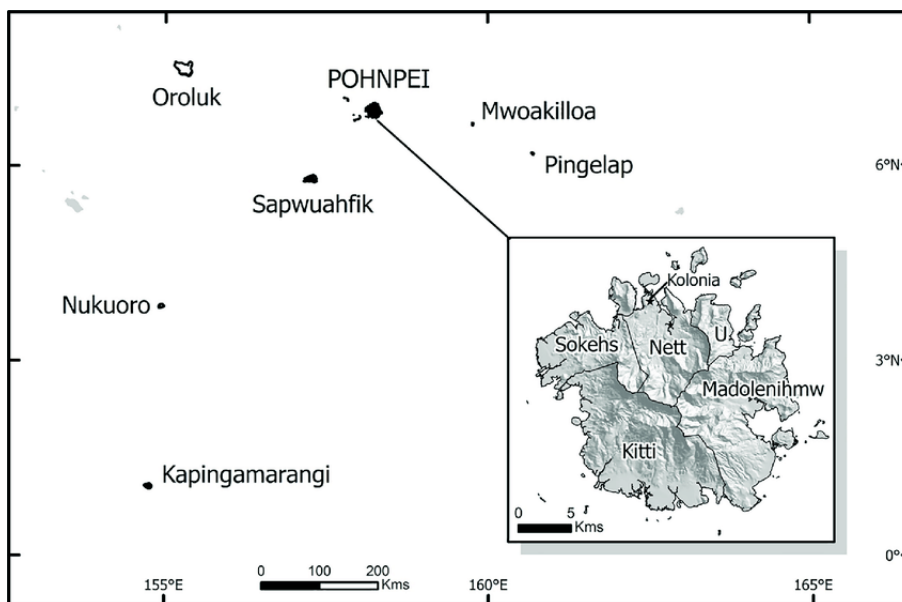 POHNPEI
Oroluk
Mwoakilloa
Pingelap
6°N
Sapwuahfik
Kolonia
Nukuoro
U
Sokehs
Nett
3°N
Madolenihmw
Kitti
Kapingamarangi
0 5
Kms
0°
0 100 200
Kms
155°E
160°E
165°E